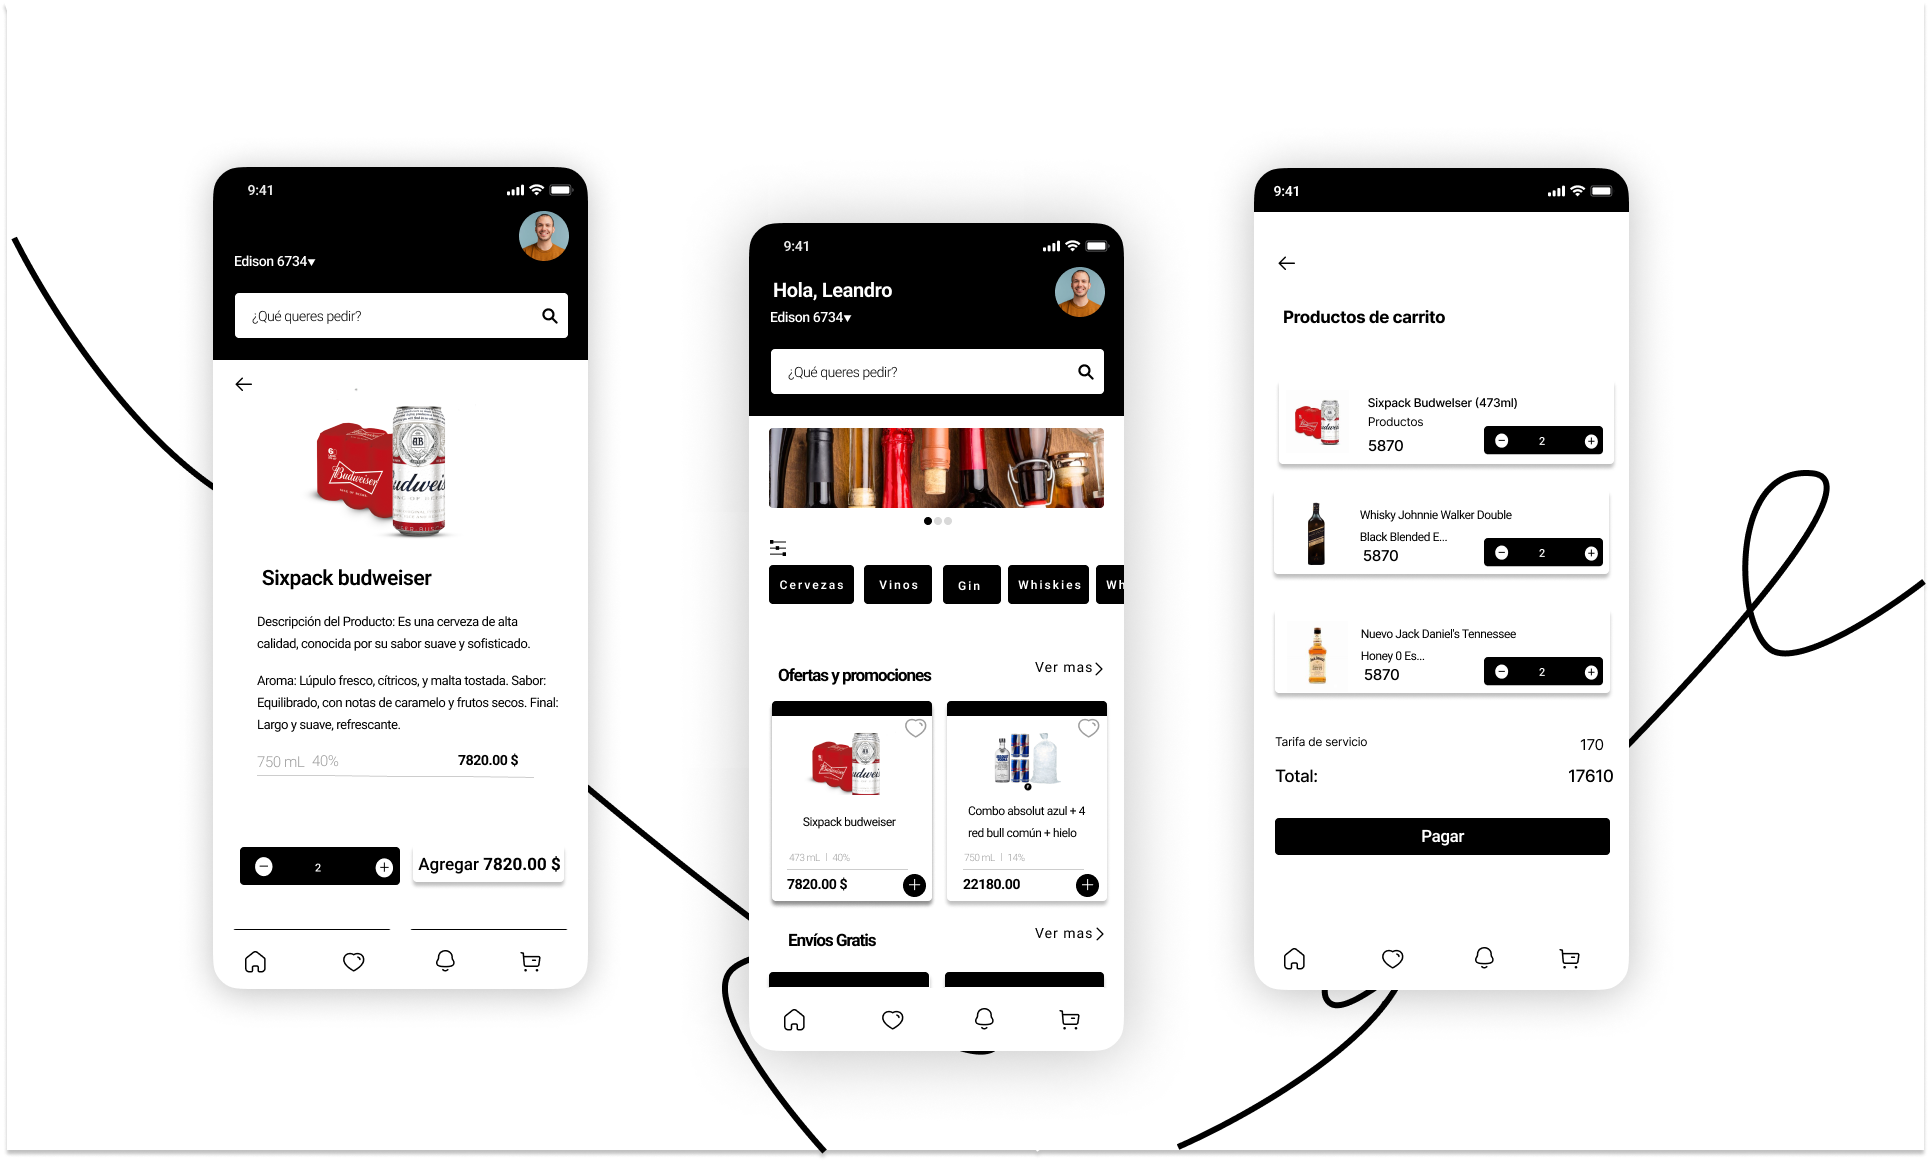 9:41
Edison 6734▾
¿Qué queres pedir?
Budweiser
udweis
Sixpack budweiser
Descripción del Producto: Es una cerveza de alta
calidad, conocida por su sabor suave y sofisticado.
Aroma: Lúpulo fresco, cítricos, y malta tostada. Sabor:
Equilibrado, con notas de caramelo y frutos secos. Final:
Largo y suave, refrescante.
750 mL 40%
7820.00 $
2
Agregar 7820.00 $
9:41
Hola, Leandro
Edison 6734▾
¿Qué queres pedir?
Cervezas
Vinos
Gin
Whiskies
Wh
Ofertas y promociones
Ver mas
Sixpack budweiser
473 mL | 40%
7820.00 $
Combo absolut azul + 4
red bull común + hielo
750 mL | 14%
22180.00
Envíos Gratis
Ver mas
9:41
Productos de carrito
Sixpack Budwelser (473ml)
Productos
5870
2
Whisky Johnnie Walker Double
Black Blended E...
5870
2
Nuevo Jack Daniel's Tennessee
Honey 0 Es...
5870
2
Tarifa de servicio
170
Total:
17610
Pagar